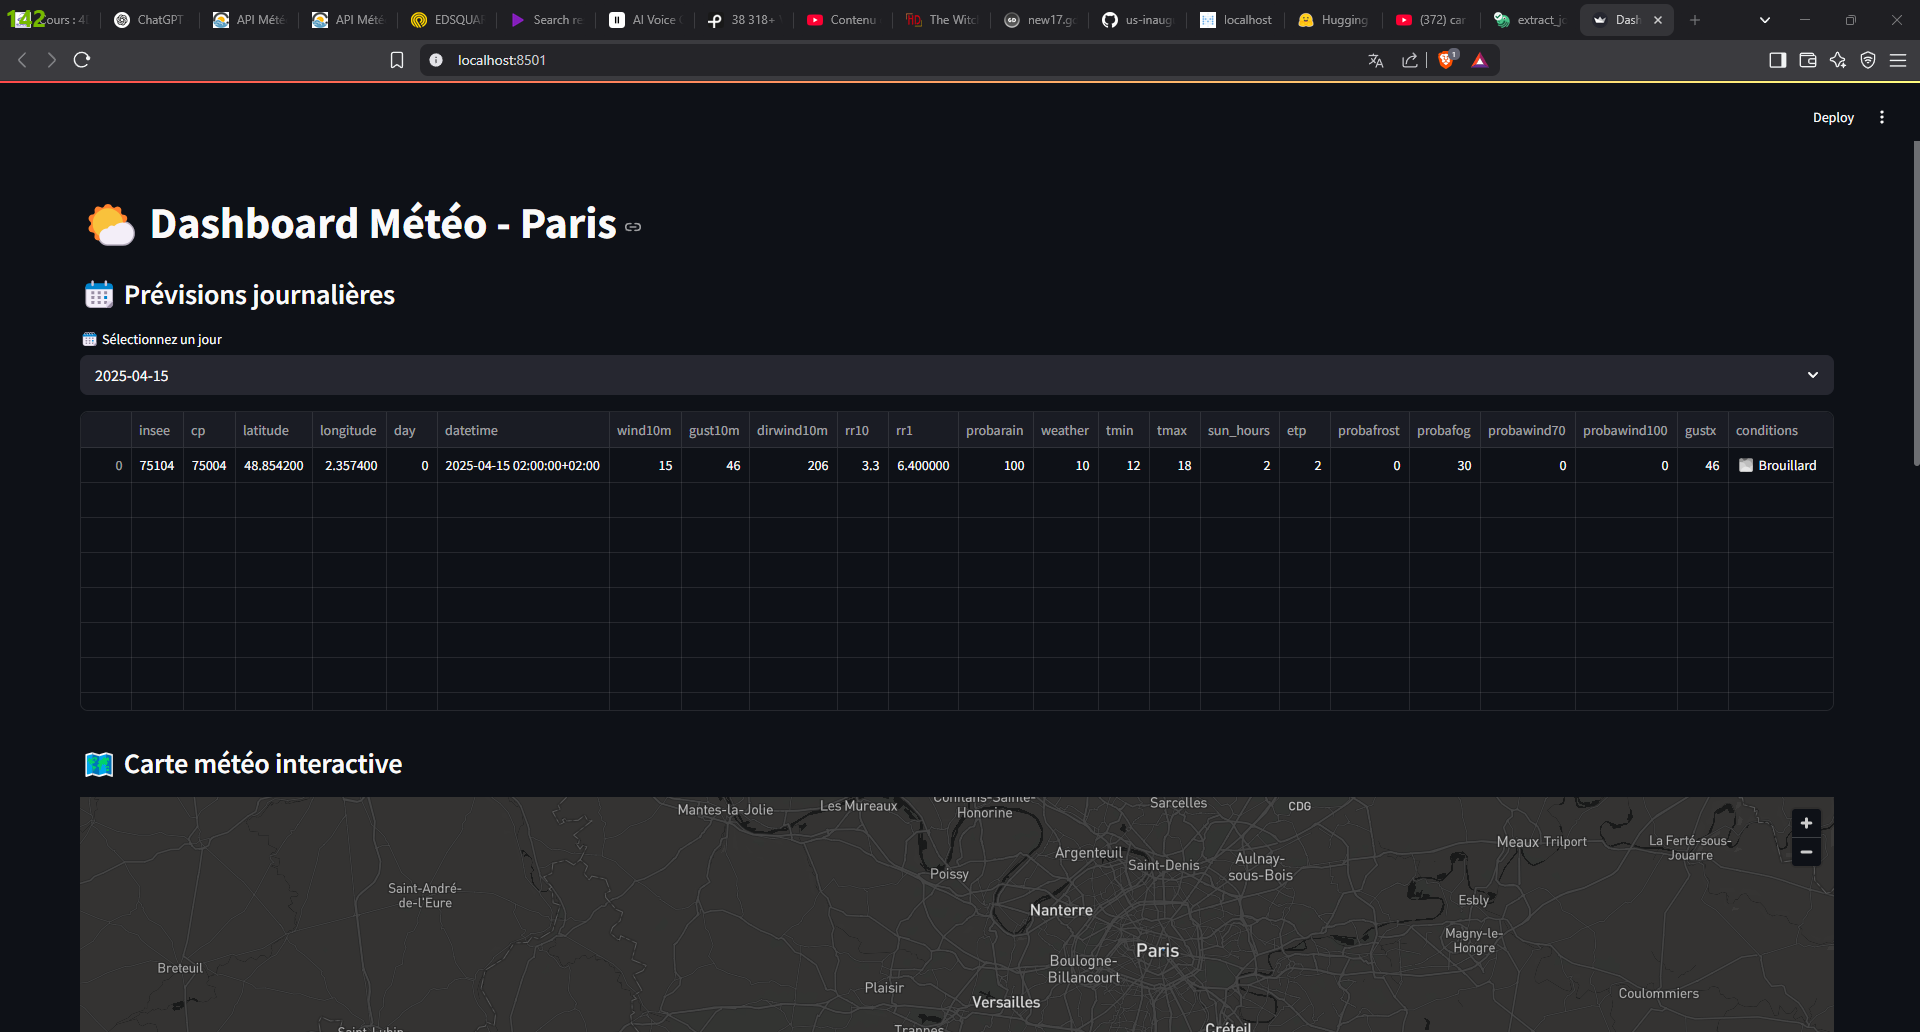 142
ours : 4
ChatGPT
API Mété
API Mété
EDSQUA
Search re
AI Voice
38 318+
Contenu
The Witc
new17.g
us-inaug
localhost
Hugging
(372) car
extract_jo
Dash
localhost:8501
1
Deploy
Dashboard Météo - Paris
Prévisions journalières
Sélectionnez un jour
2025-04-15
insee cp latitude longitude day datetime wind10m gust10m dirwind10m rr10 rr1 probarain weather tmin tmax sun_hours etp probafrost probafog probawind70 probawind100 gustx conditions
0 75104 75004 48.854200 2.357400 0 2025-04-15 02:00:00+02:00 15 46 206 3.3 6.400000 100 10 12 18 2 2 0 30 0 0 46 Brouillard
Carte météo interactive
Mantes-la-Jolie
Les Mureaux
Conflans-Sainte-
Honorine
Sarcelles
CDG
+
−
Meaux Trilport
La Ferté-sous-
Jouarre
Argenteuil
Saint-Denis
Aulnay-
sous-Bois
Poissy
Saint-André-
de-l'Eure
Nanterre
Esbly
Paris
Magny-le-
Hongre
Breteuil
Boulogne-
Billancourt
Plaisir
Versailles
Coulommiers
Saint-Lubin
Trappes
Créteil